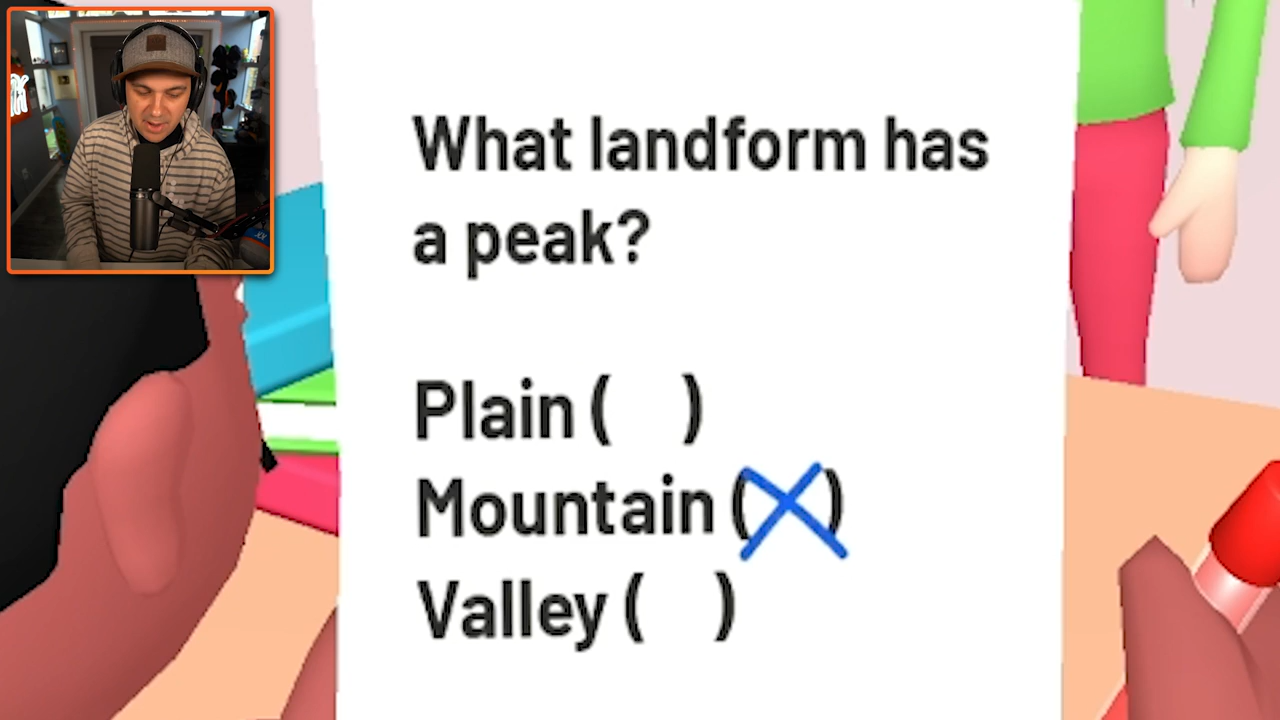 What landform has
a peak?
Plain ( )
Mountain (X)
Valley ( )